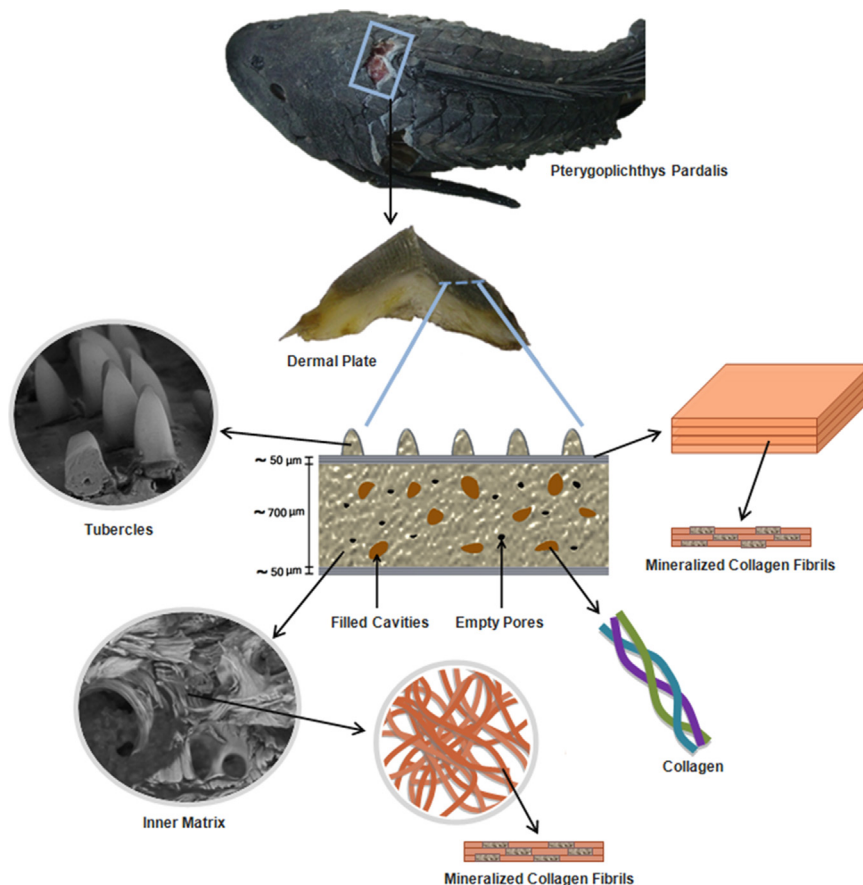 Pterygoplichthys Pardalis
Dermal Plate
~ 50 µm
~ 700 µm
~ 50 µm
Tubercles
Mineralized Collagen Fibrils
Filled Cavities
Empty Pores
Collagen
Inner Matrix
Mineralized Collagen Fibrils